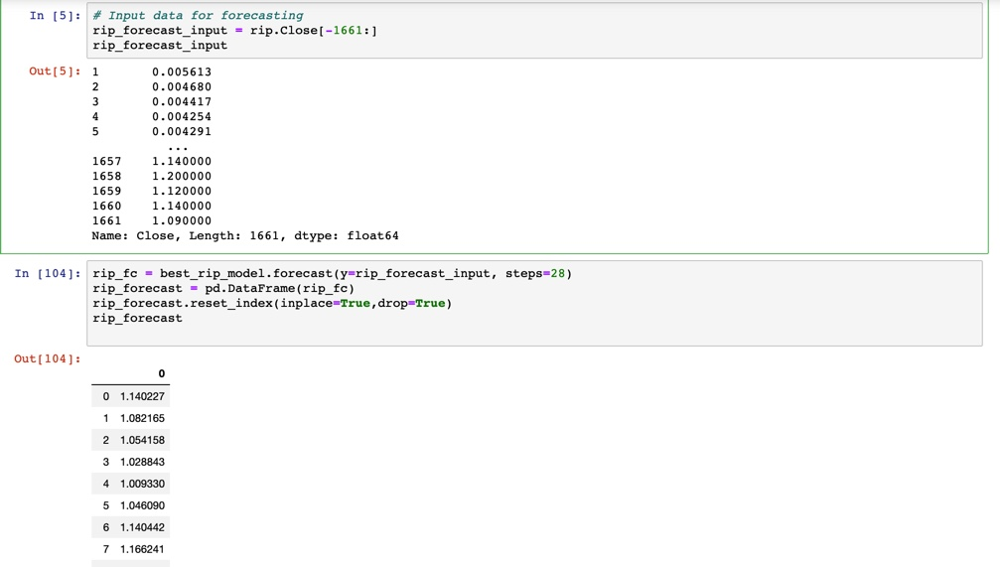 In [5]: # Input data for forecasting
rip_forecast_input = rip.Close[-1661:]
rip_forecast_input
Out[5]: 1 0.005613
2 0.004680
3 0.004417
4 0.004254
5 0.004291
...
1657 1.140000
1658 1.200000
1659 1.120000
1660 1.140000
1661 1.090000
Name: Close, Length: 1661, dtype: float64
In [104]: rip_fc = best_rip_model.forecast(y=rip_forecast_input, steps=28)
rip_forecast = pd.DataFrame(rip_fc)
rip_forecast.reset_index(inplace=True,drop=True)
rip_forecast
Out[104]:
0
0 1.140227
1 1.082165
2 1.054158
3 1.028843
4 1.009330
5 1.046090
6 1.140442
7 1.166241